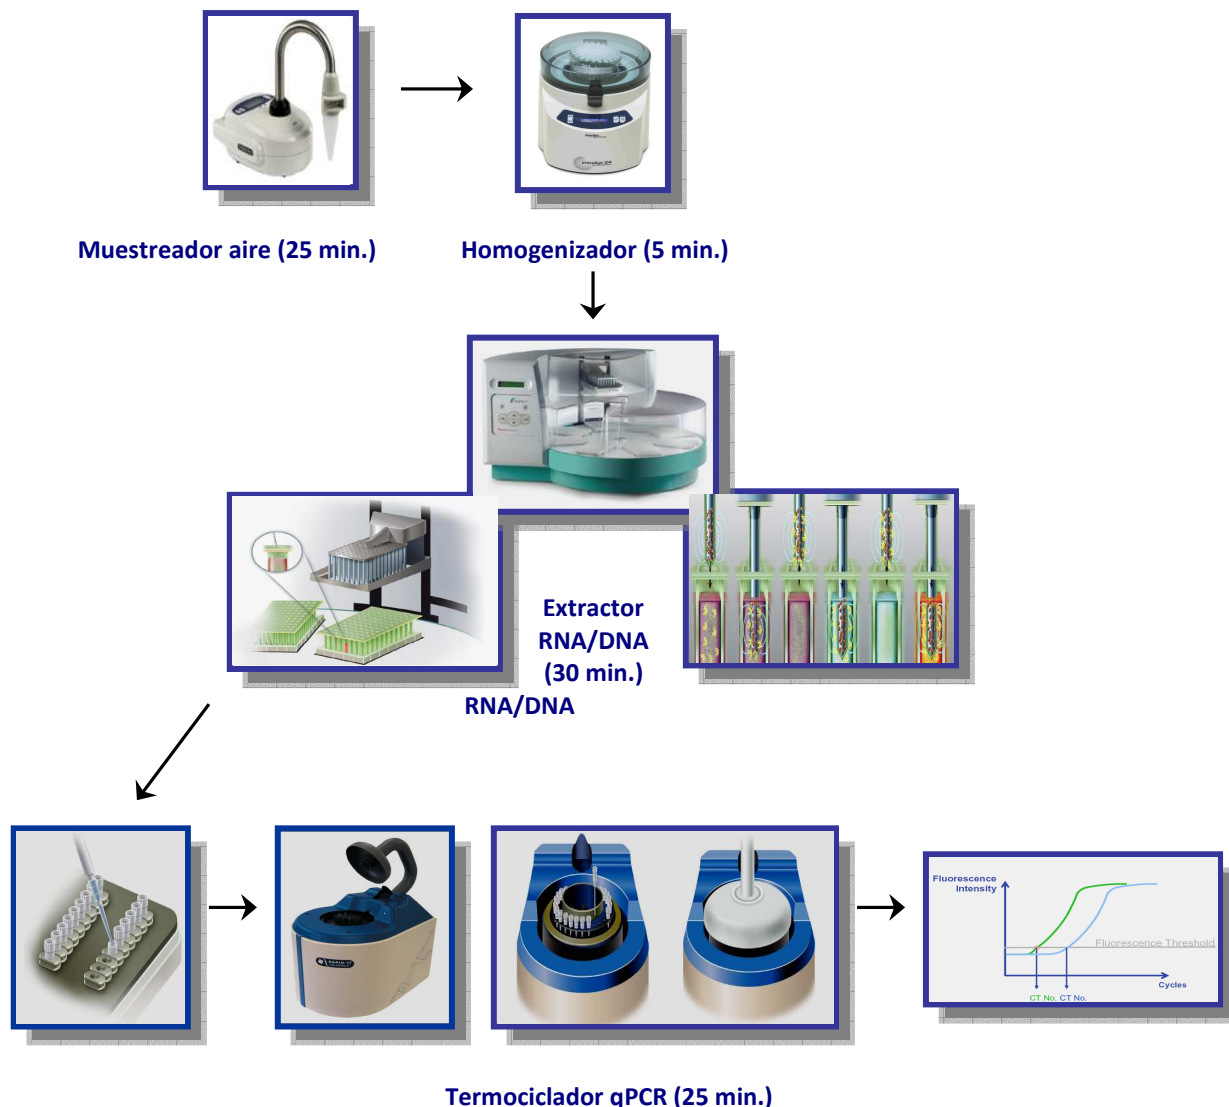 Muestreador aire (25 min.)
Homogenizador (5 min.)
Extractor
RNA/DNA
(30 min.)
RNA/DNA
Fluorescence
Intensity
Fluorescence Threshold
Cycles
CT No. CT No.
Termociclador qPCR (25 min.)